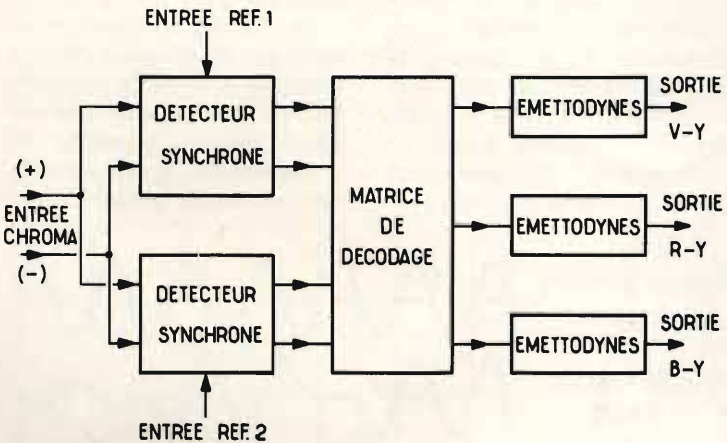 ENTREE REF. 1
DETECTEUR
SYNCHRONE
(+)
ENTREE
CHROMA
(-)
DETECTEUR
SYNCHRONE
ENTREE REF. 2
MATRICE
DE
DECODAGE
EMETTODYNES
SORTIE
V-Y
EMETTODYNES
SORTIE
R-Y
EMETTODYNES
SORTIE
B-Y